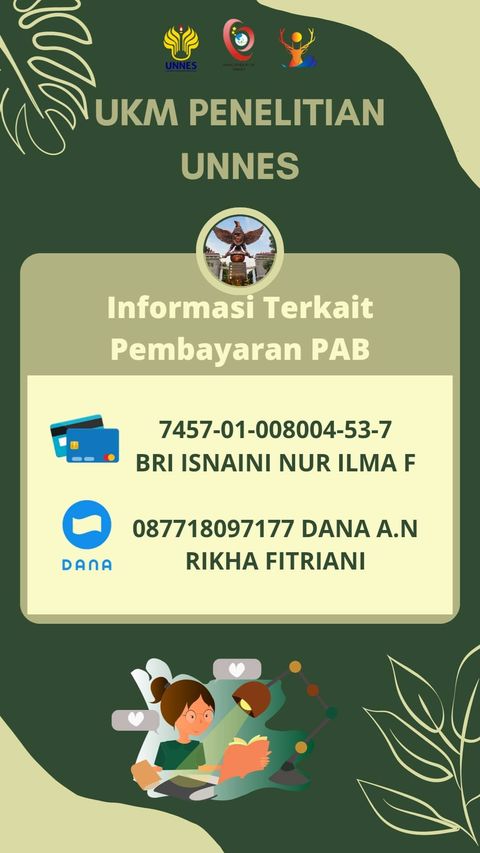 UNNES
UKM PENELITIAN
UNNES
Informasi Terkait
Pembayaran PAB
7457-01-008004-53-7
BRI ISNAINI NUR ILMA F
087718097177 DANA A.N
DANA
RIKHA FITRIANI